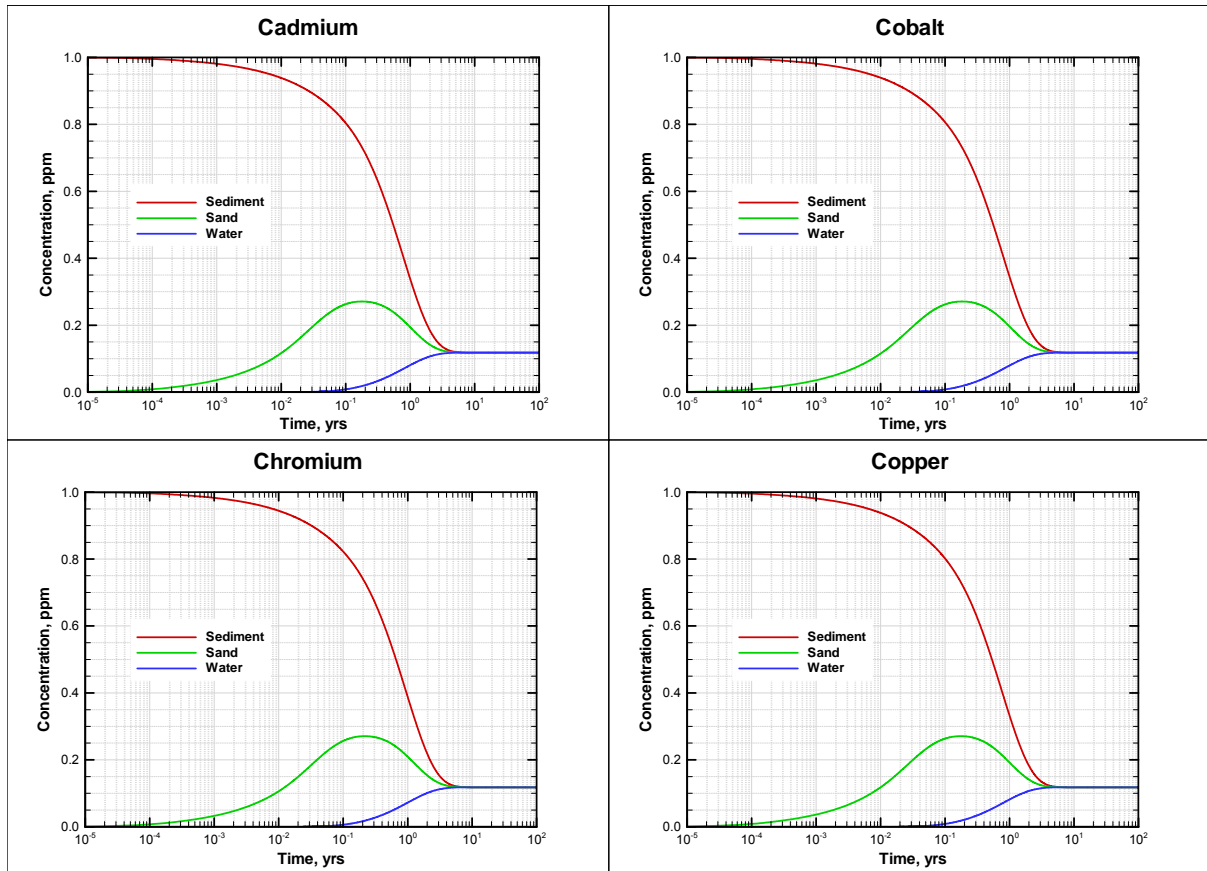 Cadmium
1.0
0.8
0.6
0.4
0.2
0.0
Concentration, ppm
Sediment
Sand
Water
10-5 10-4 10-3 10-2 10-1 100 101 102
Time, yrs
Cobalt
1.0
0.8
0.6
0.4
0.2
0.0
Concentration, ppm
Sediment
Sand
Water
10-5 10-4 10-3 10-2 10-1 100 101 102
Time, yrs
Chromium
1.0
0.8
0.6
0.4
0.2
0.0
Concentration, ppm
Sediment
Sand
Water
10-5 10-4 10-3 10-2 10-1 100 101 102
Time, yrs
Copper
1.0
0.8
0.6
0.4
0.2
0.0
Concentration, ppm
Sediment
Sand
Water
10-5 10-4 10-3 10-2 10-1 100 101 102
Time, yrs